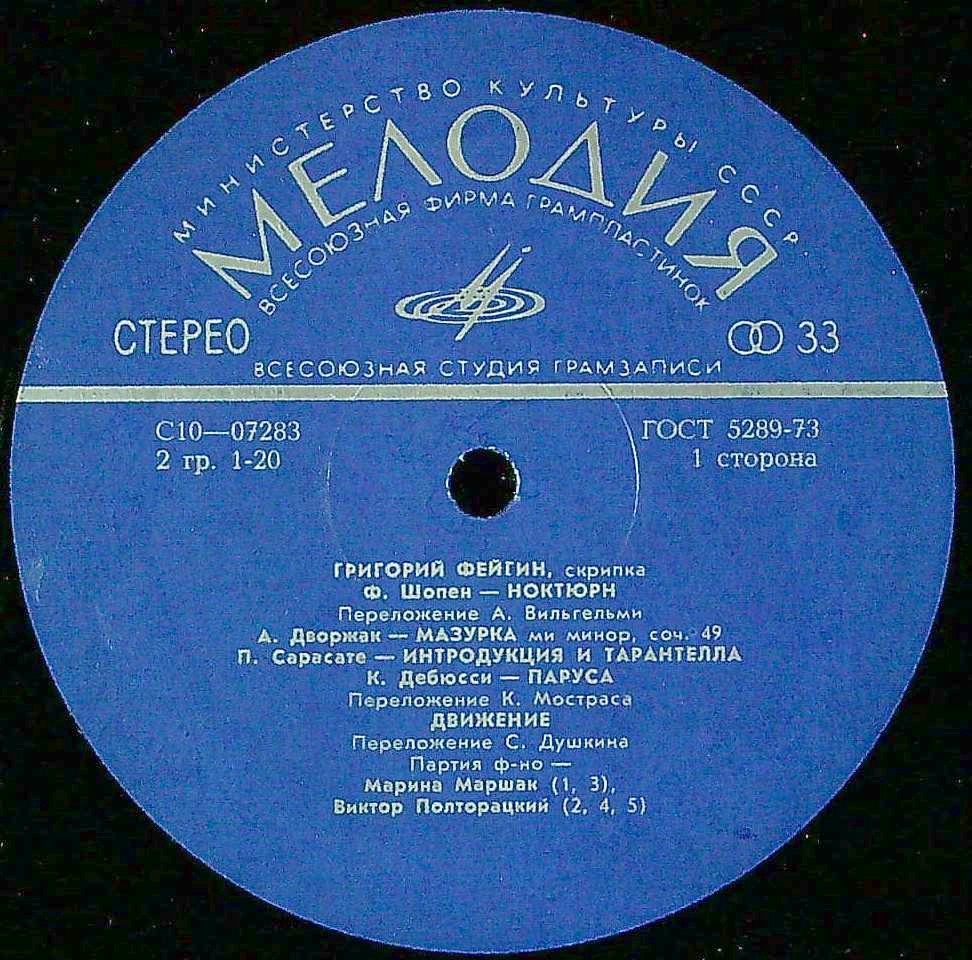 МИНИСТЕРСТВО КУЛЬТУРЫ СССР
МЕЛОДИЯ
ВСЕСОЮЗНАЯ ФИРМА ГРАМПЛАСТИНОК
СТЕРЕО
33
ВСЕСОЮЗНАЯ СТУДИЯ ГРАМЗАПИСИ
С10—07283
ГОСТ 5289-73
2 гр. 1-20
1 сторона
ГРИГОРИЙ ФЕЙГИН, скрипка
Ф. Шопен — НОКТЮРН
Переложение А. Вильгельми
А. Дворжак — МАЗУРКА ми минор, соч. 49
П. Сарасате — ИНТРОДУКЦИЯ И ТАРАНТЕЛЛА
К. Дебюсси — ПАРУСА
Переложение К. Мостраса
ДВИЖЕНИЕ
Переложение С. Душкина
Партия ф-но —
Марина Маршак (1, 3),
Виктор Полторацкий (2, 4, 5)